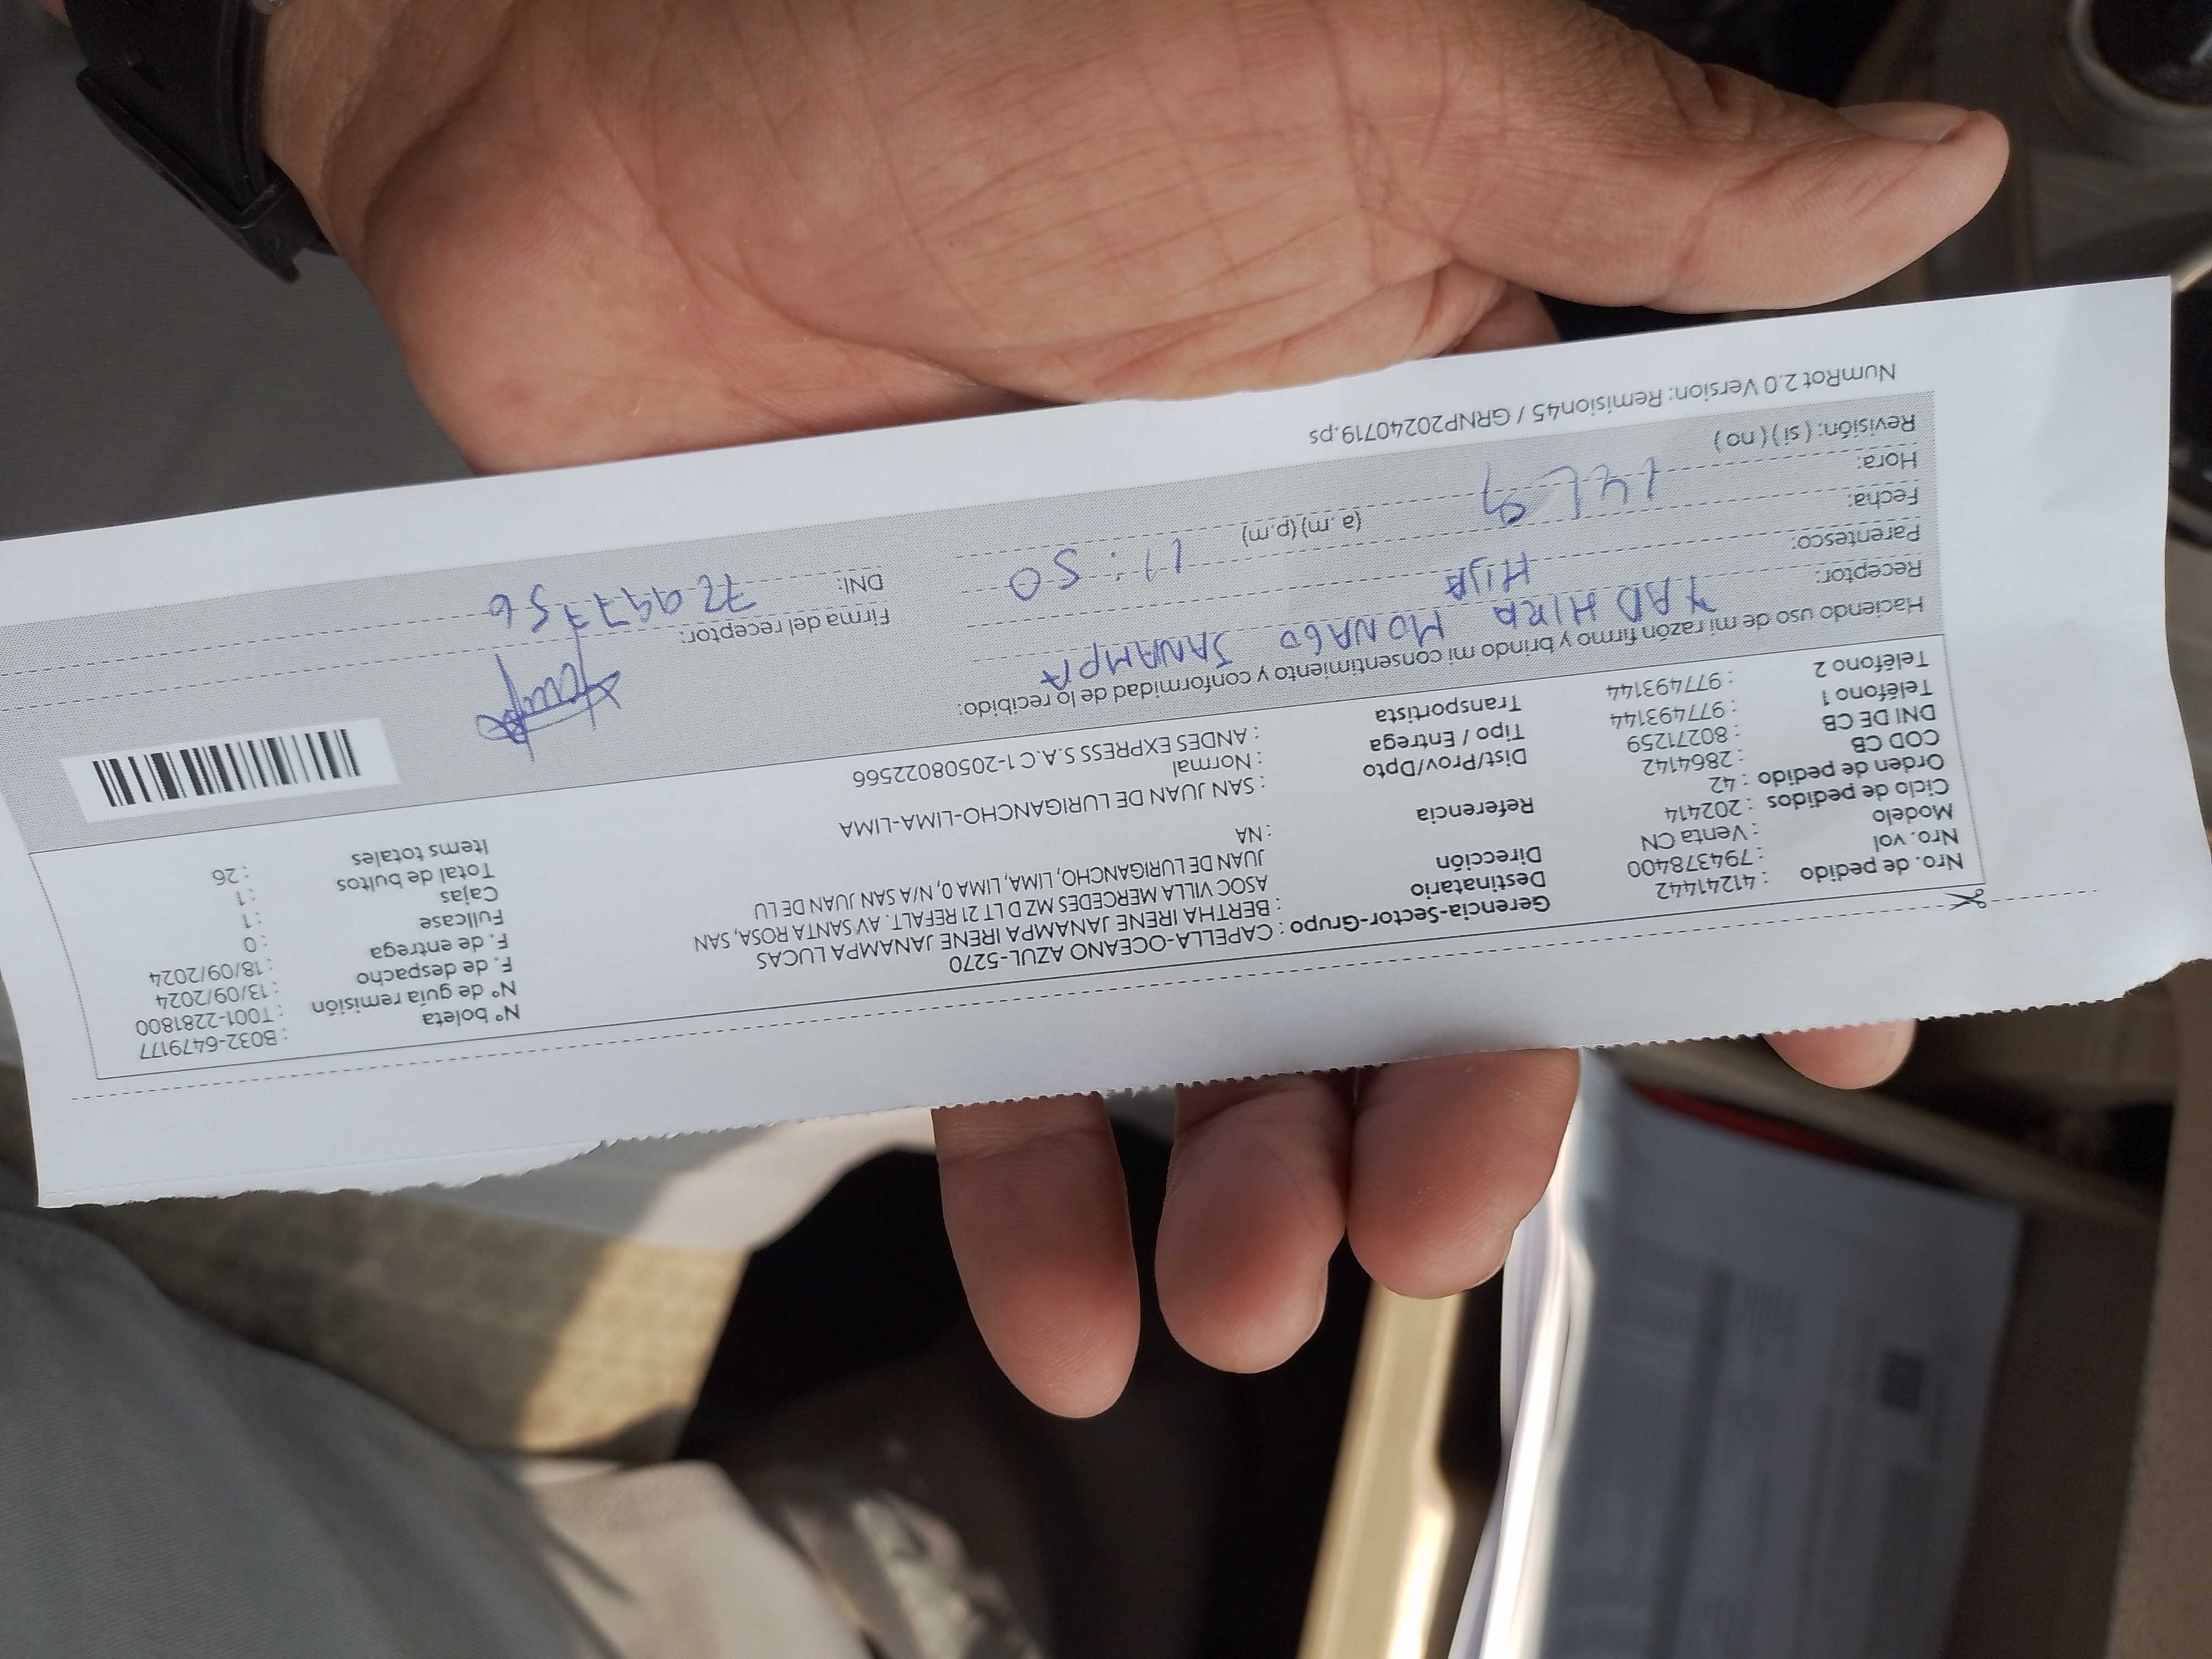 Nro. de pedido : 41241442
Nro. vol : 794378400
Modelo : Venta CN
Ciclo de pedidos : 202414
Orden de pedido : 42
COD CB : 2864142
DNI DE CB : 80271259
Teléfono 1 : 977493144
Teléfono 2 : 977493144
Gerencia-Sector-Grupo : CAPELLA-OCEANO AZUL-5270
Destinatario : BERTHA IRENE JANAMPA IRENE JANAMPA LUCAS
Dirección ASOC VILLA MERCEDES MZ D LT 21 REFALT. AV SANTA ROSA, SAN
JUAN DE LURIGANCHO, LIMA, LIMA 0, N/A SAN JUAN DE LU
Referencia : NA
Dist/Prov/Dpto : SAN JUAN DE LURIGANCHO-LIMA-LIMA
Tipo / Entrega : Normal
Transportista : ANDES EXPRESS S.A.C 1-20508022566
N° boleta : B032-6479177
N° de guía remisión : T001-2281800
F. de despacho : 13/09/2024
F. de entrega : 18/09/2024
Fullcase : 0
Cajas : 1
Total de bultos : 1
Items totales : 26
Haciendo uso de mi razón firmo y brindo mi consentimiento y conformidad de lo recibido:
Receptor: YADHIRA MONAGO JANAMPA
Parentesco: HIJA
Fecha:
Hora: 11:50 (a.m) (p.m)
Revisión: ( si ) ( no )
Firma del receptor:
DNI: 72997756
NumRot 2.0 Version: Remision45 / GRNP20240719.ps